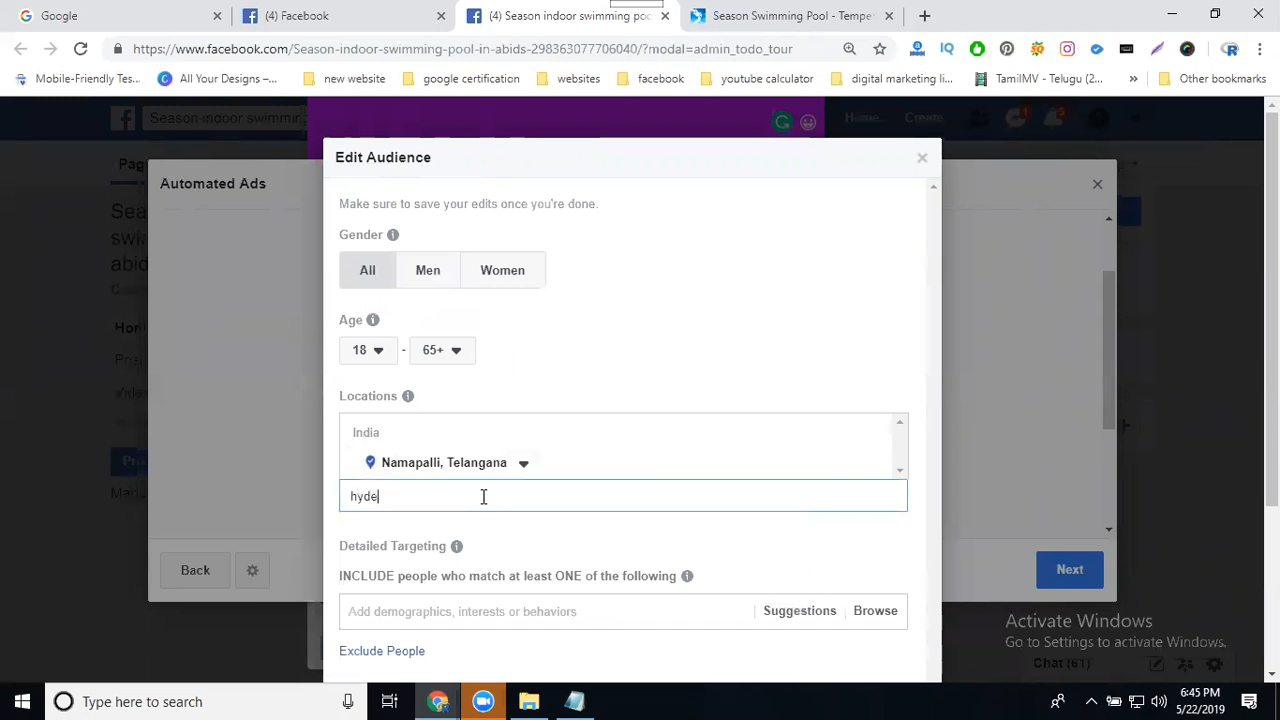 Google
(4) Facebook
(4) Season indoor swimming poo
Season Swimming Pool - Tempe
https://www.facebook.com/Season-indoor-swimming-pool-in-abids-298363077706040/?modal=admin_todo_tour
Mobile-Friendly Tes...
All Your Designs –...
new website
google certification
websites
facebook
youtube calculator
digital marketing li...
TamilMV - Telugu (2...
Other bookmarks
Season-indoor swimmin
Home
Create
Pag
Automated Ads
Edit Audience
Make sure to save your edits once you're done.
Gender
All
Men
Women
Age
18
-
65+
Locations
India
Namapalli, Telangana
hyde
Detailed Targeting
INCLUDE people who match at least ONE of the following
Add demographics, interests or behaviors
Suggestions
Browse
Exclude People
Back
Next
Activate Windows
Go to Settings to activate Windows.
Chat (61)
Type here to search
6:45 PM
5/22/2019